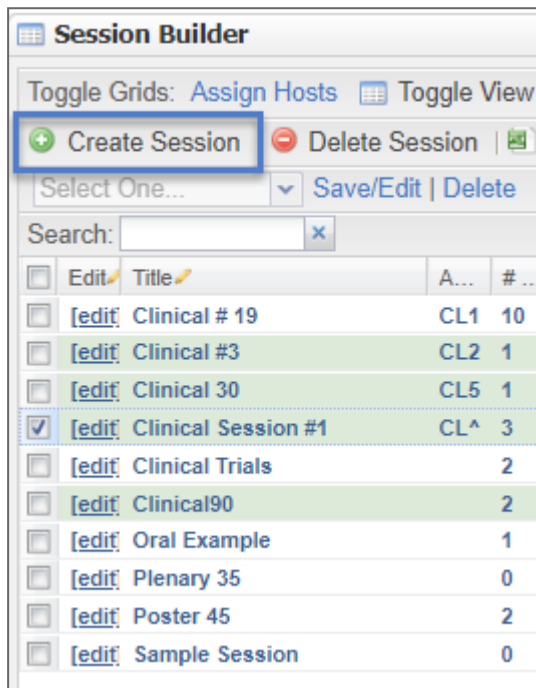 Session Builder
Toggle Grids: Assign Hosts Toggle View
Create Session Delete Session |
Select One... Save/Edit | Delete
Search:
Edit Title A... # ...
[edit] Clinical # 19 CL1 10
[edit] Clinical #3 CL2 1
[edit] Clinical 30 CL5 1
[edit] Clinical Session #1 CL^ 3
[edit] Clinical Trials 2
[edit] Clinical90 2
[edit] Oral Example 1
[edit] Plenary 35 0
[edit] Poster 45 2
[edit] Sample Session 0